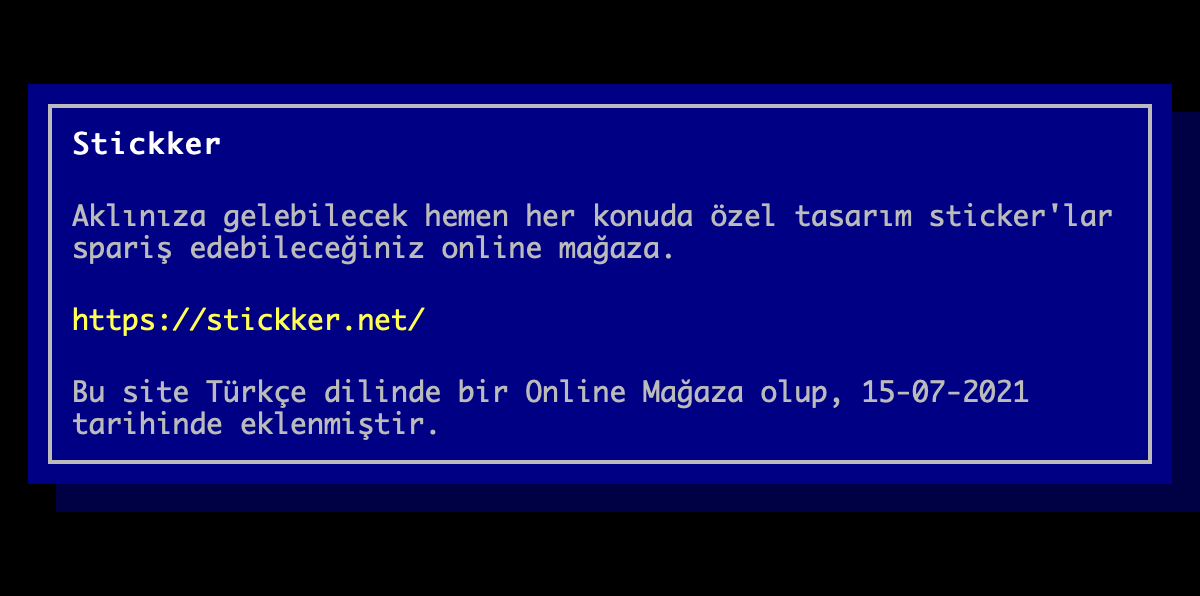 Stickker
Aklınıza gelebilecek hemen her konuda özel tasarım sticker'lar
spariş edebileceğiniz online mağaza.
https://stickker.net/
Bu site Türkçe dilinde bir Online Mağaza olup, 15-07-2021
tarihinde eklenmiştir.